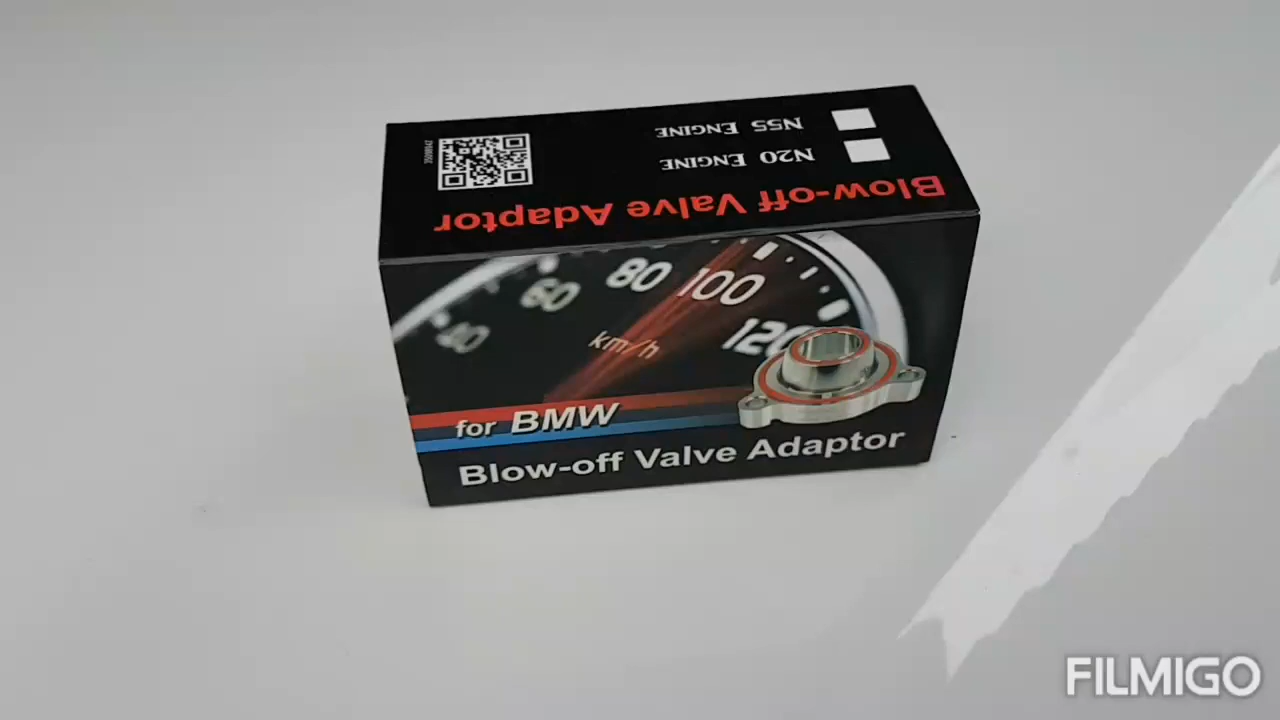 N55 ENGINE
N20 ENGINE
Blow-off Valve Adaptor
40 60 80 100 120
km/h
for BMW
Blow-off Valve Adaptor
FILMIGO